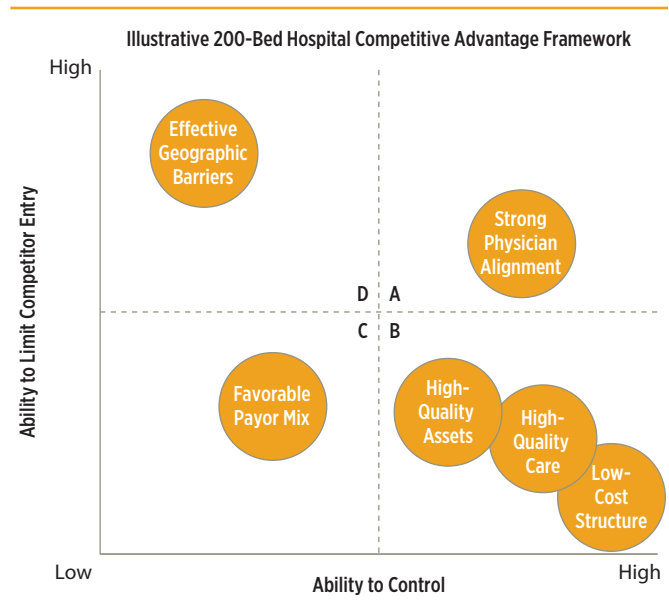 Illustrative 200-Bed Hospital Competitive Advantage Framework
High
Effective
Geographic
Barriers
Strong
Physician
Alignment
Ability to Limit Competitor Entry
D A
C B
Favorable
Payor Mix
High-
Quality
Assets
High-
Quality
Care
Low-
Cost
Structure
Low
Ability to Control
High